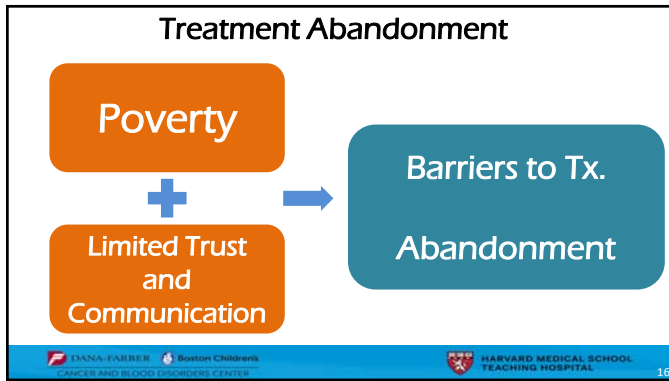 Treatment Abandonment
Poverty
Limited Trust
and
Communication
Barriers to Tx.
Abandonment
DANA-FARBER Boston Children's
CANCER AND BLOOD DISORDERS CENTER
HARVARD MEDICAL SCHOOL
TEACHING HOSPITAL
16